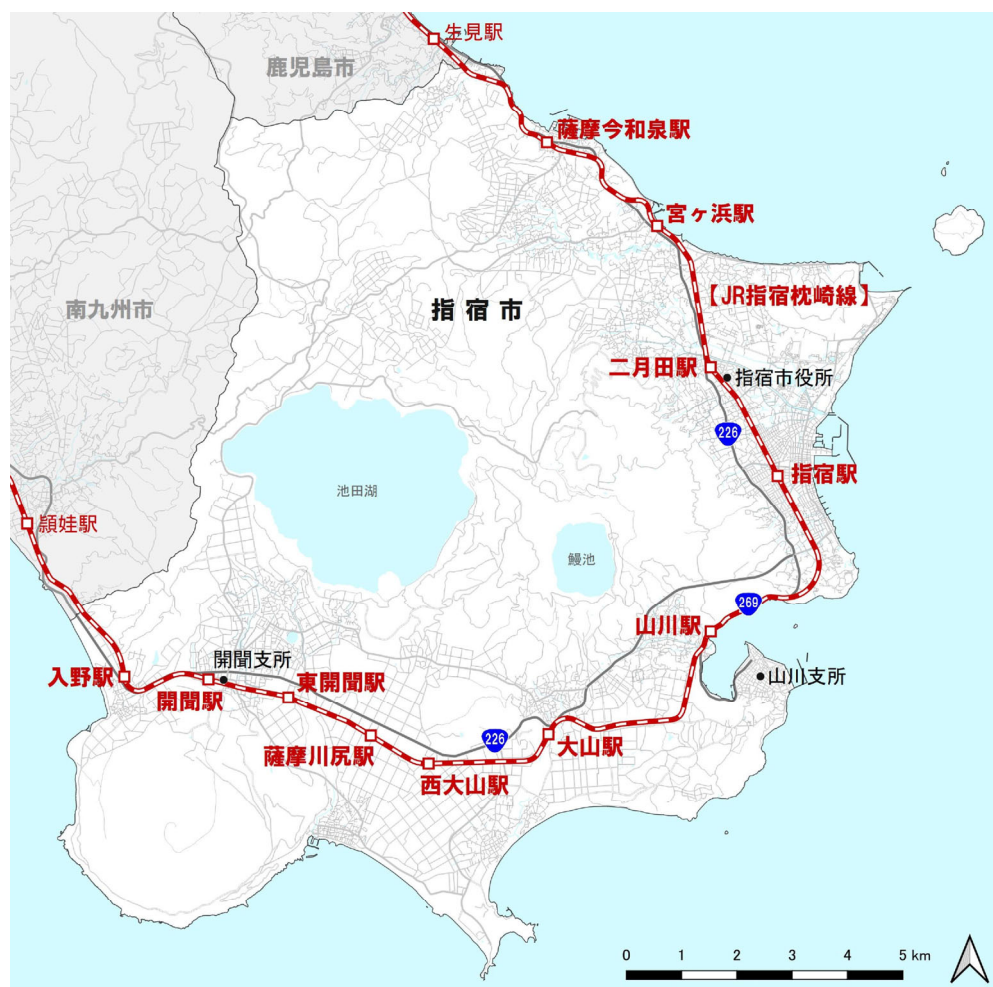 生見駅
鹿児島市
薩摩今和泉駅
宮ヶ浜駅
【JR指宿枕崎線】
南九州市
指宿市
二月田駅
指宿市役所
226
指宿駅
池田湖
頴娃駅
鰻池
269
山川駅
開聞支所
入野駅
山川支所
東開聞駅
開聞駅
226
薩摩川尻駅
大山駅
西大山駅
0 1 2 3 4 5 km